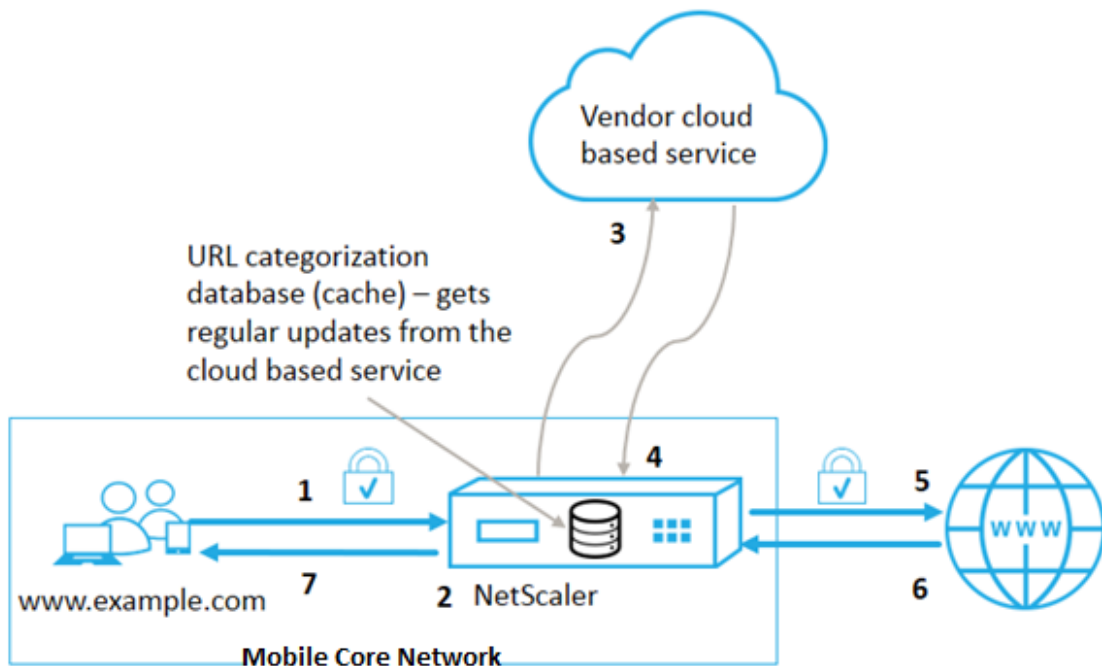 Vendor cloud
based service
3
URL categorization
database (cache) – gets
regular updates from the
cloud based service
4
1
5
WWW
7
2 NetScaler
6
www.example.com
Mobile Core Network